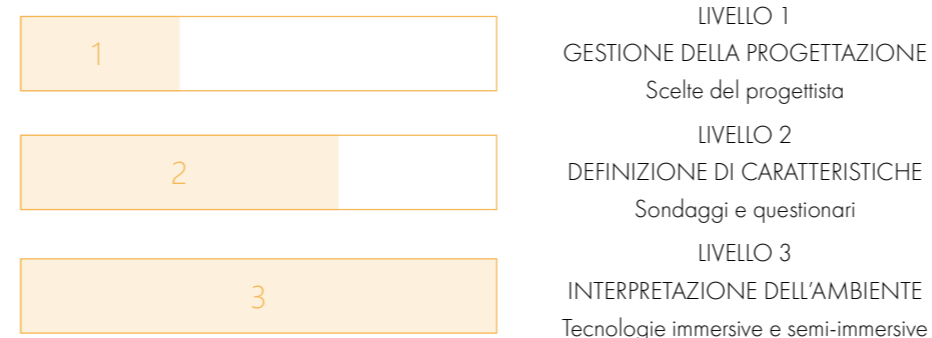 1
LIVELLO 1
GESTIONE DELLA PROGETTAZIONE
Scelte del progettista
2
LIVELLO 2
DEFINIZIONE DI CARATTERISTICHE
Sondaggi e questionari
3
LIVELLO 3
INTERPRETAZIONE DELL'AMBIENTE
Tecnologie immersive e semi-immersive